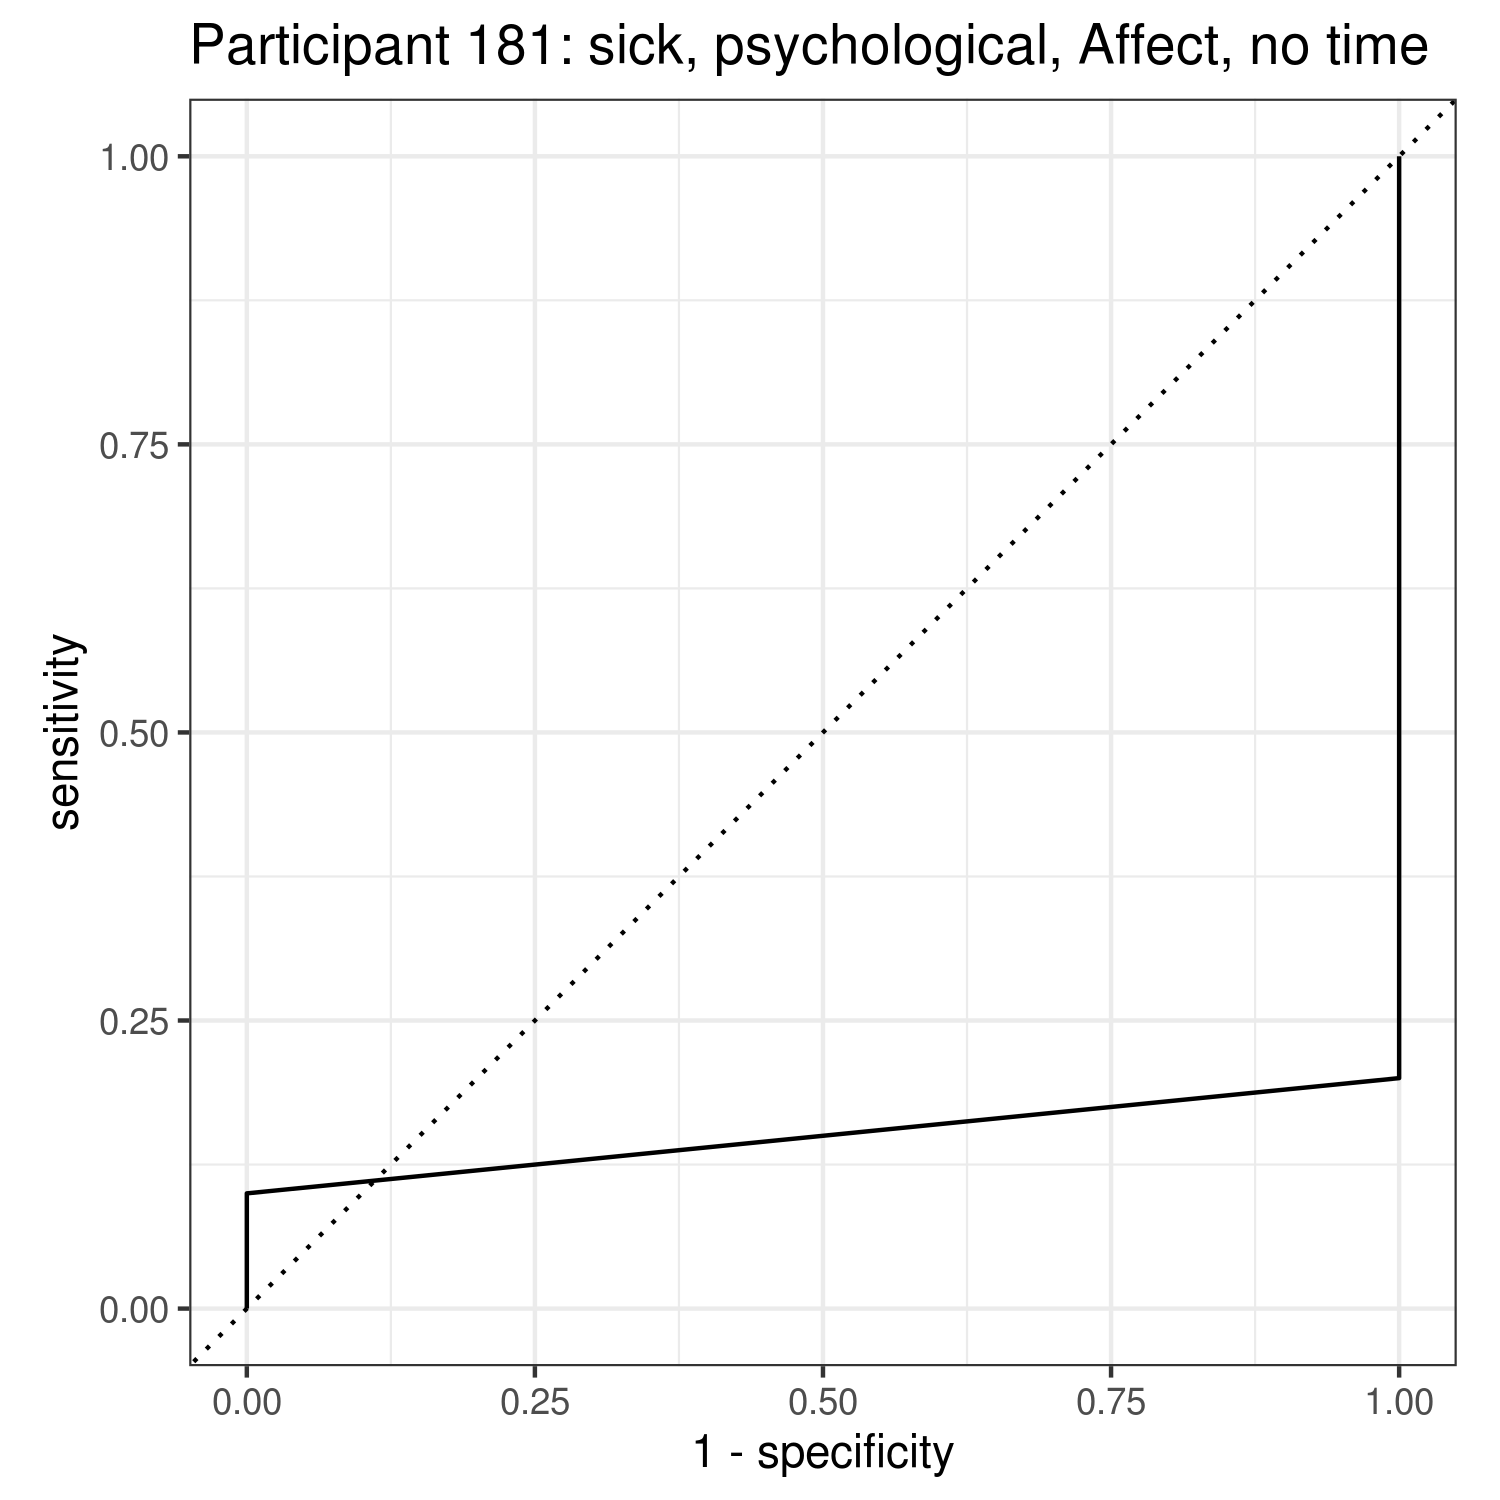 Participant 181: sick, psychological, Affect, no time
1.00
0.75
0.50
0.25
0.00
sensitivity
0.00 0.25 0.50 0.75 1.00
1 - specificity